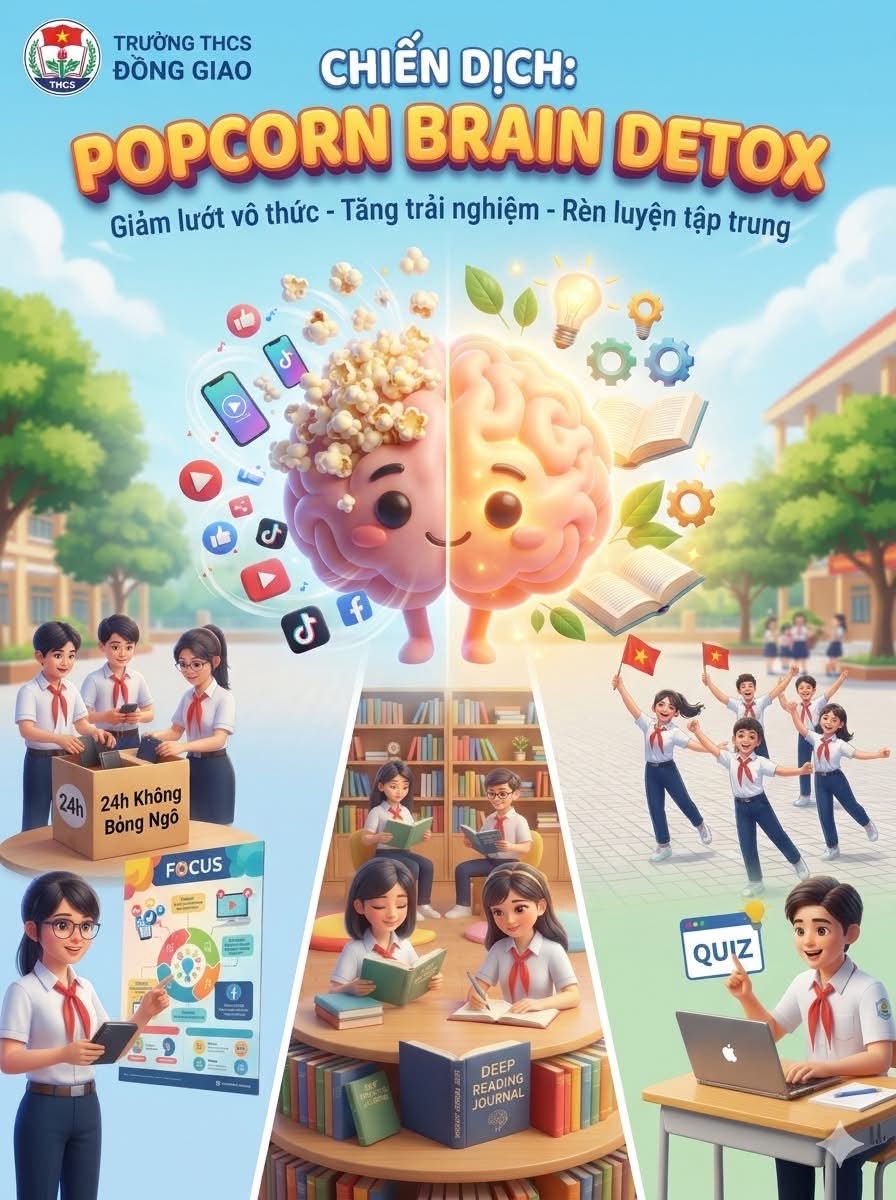 TRƯỜNG THCS
ĐỒNG GIAO
THCS
CHIẾN DỊCH:
POPCORN BRAIN DETOX
Giảm lướt vô thức - Tăng trải nghiệm - Rèn luyện tập trung
24h
24h Không
Bỏng Ngô
FOCUS
QUIZ
DEEP
READING
JOURNAL